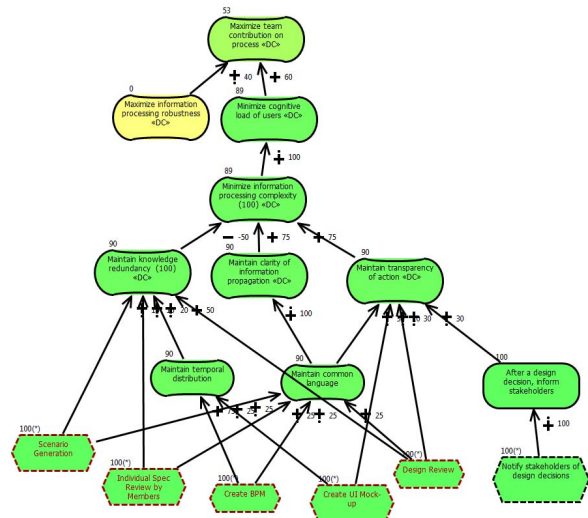 53
Maximize team
contribution on
process «DC»
40
60
0
Maximize information
processing robustness
«DC»
89
Minimize cognitive
load of users «DC»
100
89
Minimize information
processing complexity
(100) «DC»
-50
75
75
90
Maintain knowledge
redundancy (100)
«DC»
90
Maintain clarity of
information
propagation «DC»
90
Maintain transparency
of action «DC»
20
50
100
20
30
30
90
Maintain temporal
distribution
90
Maintain common
language
100
After a design
decision, inform
stakeholders
25
25
25
25
25
100
100(*)
Scenario
Generation
100(*)
Individual Spec
Review by
Members
100(*)
Create BPM
100(*)
Create UI Mock-
up
100(*)
Design Review
100(*)
Notify stakeholders of
design decisions